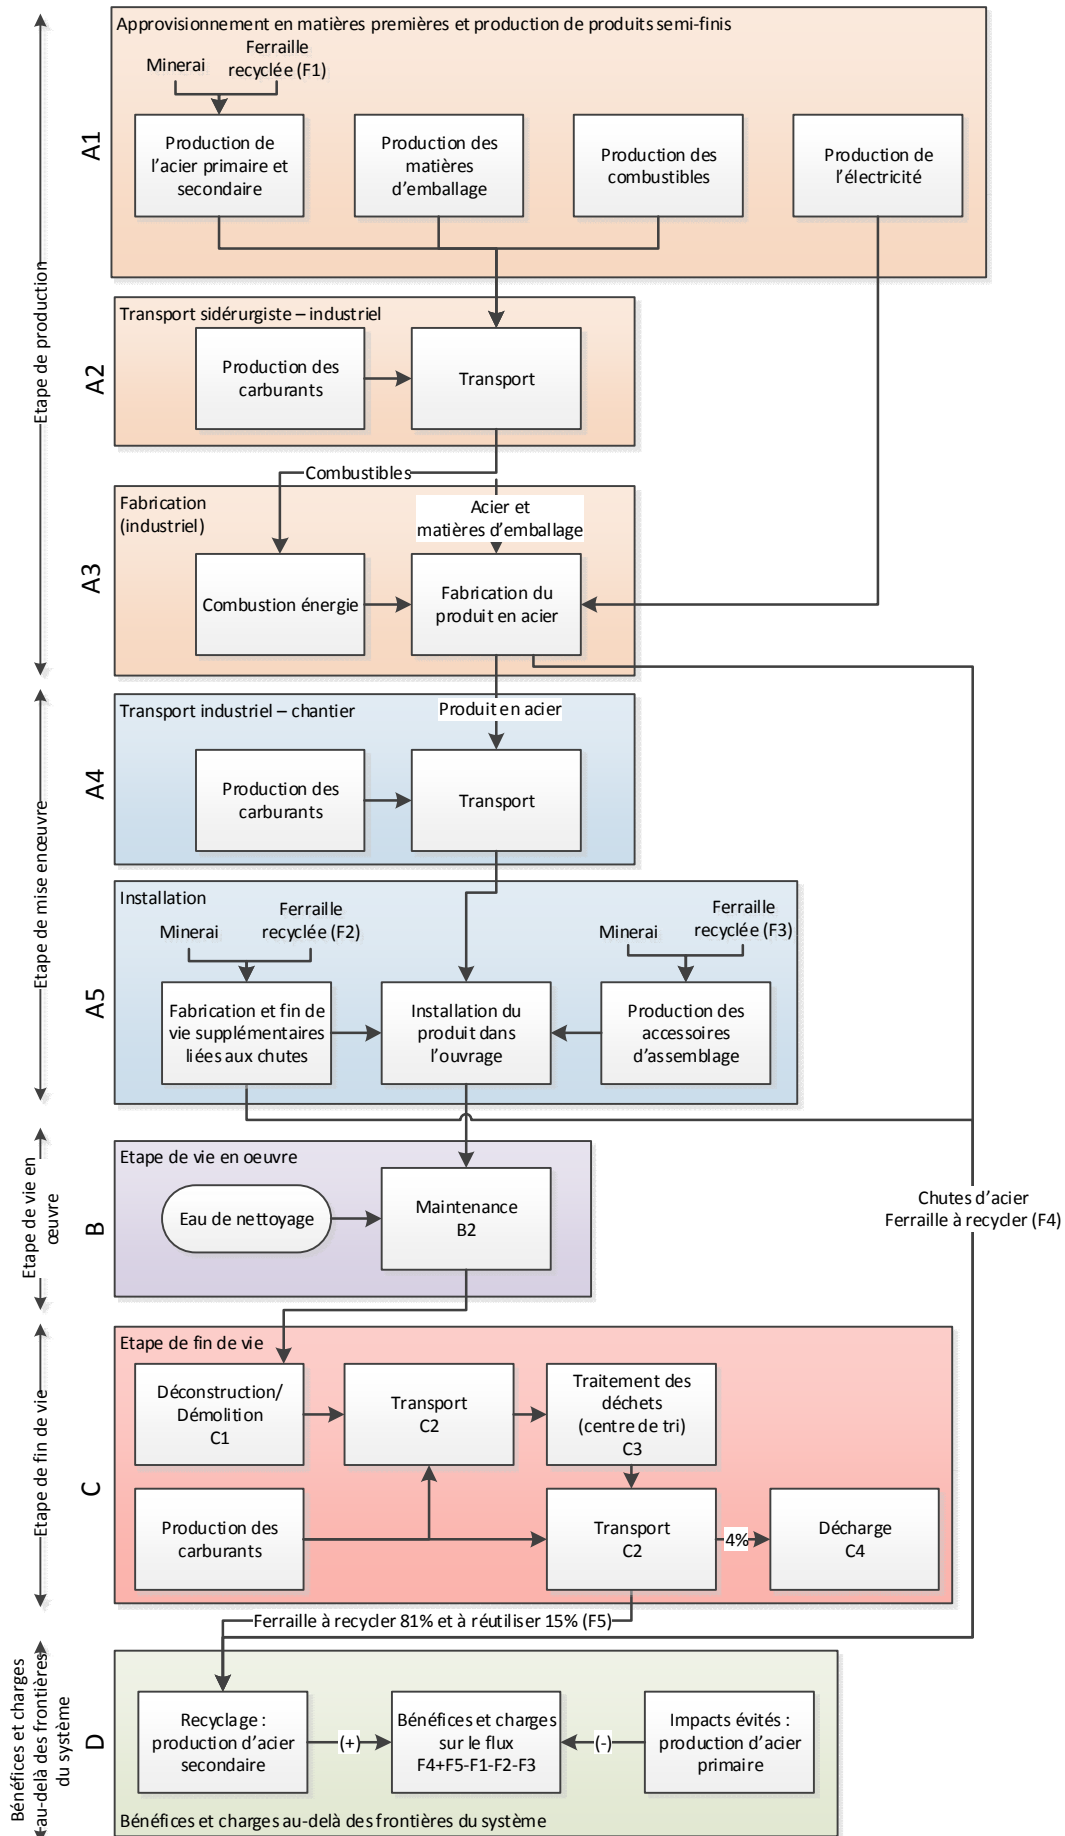 Approvisionnement en matières premières et production de produits semi-finis
Minerai
Ferraille
recyclée (F1)
A1
Production de
l'acier primaire et
secondaire
Production des
matières
d'emballage
Production des
combustibles
Production de
l'électricité
Etape de production
Transport sidérurgiste – industriel
A2
Production des
carburants
Transport
Combustibles
Fabrication
(industriel)
Acier et
matières d'emballage
A3
Combustion énergie
Fabrication du
produit en acier
Transport industriel – chantier
Produit en acier
A4
Production des
carburants
Transport
Etape de mise enœuvre
Installation
Minerai
Ferraille
recyclée (F2)
Minerai
Ferraille
recyclée (F3)
A5
Fabrication et fin de
vie supplémentaires
liées aux chutes
Installation du
produit dans
l'ouvrage
Production des
accessoires
d'assemblage
Etape de vie en
œuvre
Etape de vie en oeuvre
B
Eau de nettoyage
Maintenance
B2
Chutes d'acier
Ferraille à recycler (F4)
Etape de fin de vie
Etape de fin de vie
C
Déconstruction/
Démolition
C1
Transport
C2
Traitement des
déchets
(centre de tri)
C3
Production des
carburants
Transport
C2
4%
Décharge
C4
Ferraille à recycler 81% et à réutiliser 15% (F5)
Bénéfices et charges
au-delà des frontières
du système
D
Recyclage :
production d'acier
secondaire
(+)
Bénéfices et charges
sur le flux
F4+F5-F1-F2-F3
(-)
Impacts évités :
production d'acier
primaire
Bénéfices et charges au-delà des frontières du système